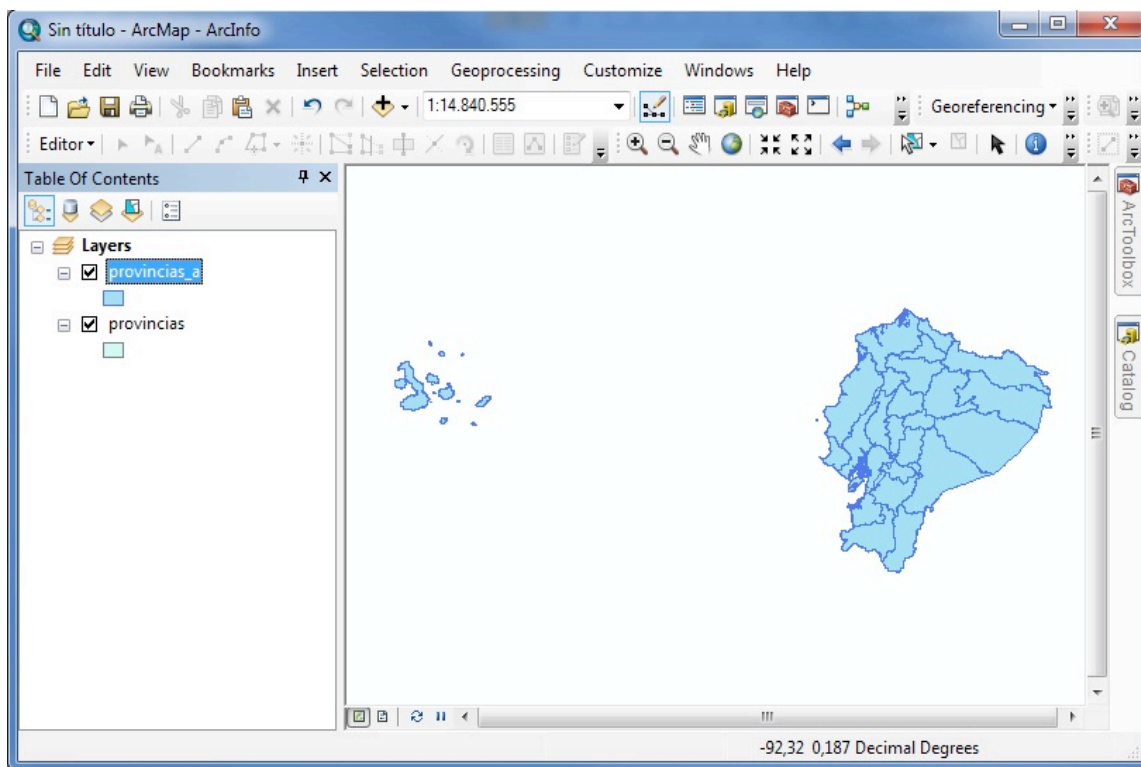 Sin título - ArcMap - ArcInfo
File Edit View Bookmarks Insert Selection Geoprocessing Customize Windows Help
1:14.840.555 Georeferencing
Editor
Table Of Contents
Layers
provincias_a
provincias
ArcToolbox
Catalog
-92,32 0,187 Decimal Degrees